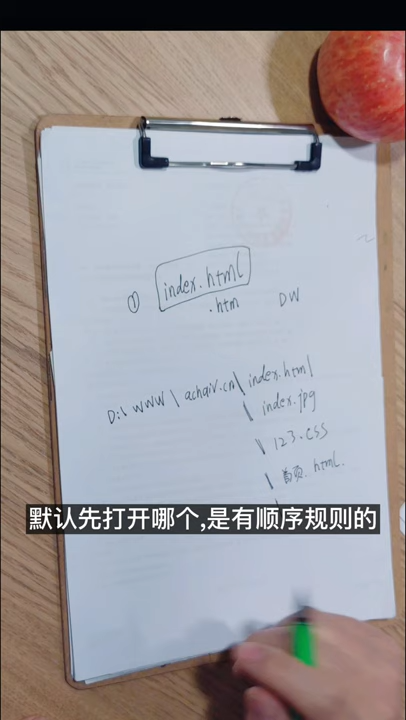 ① index.html
.htm DW
D:\ WWW \ achair.cn\ index.html
\ index.jpg
\ 123.css
\ 首页.html.
默认先打开哪个,是有顺序规则的